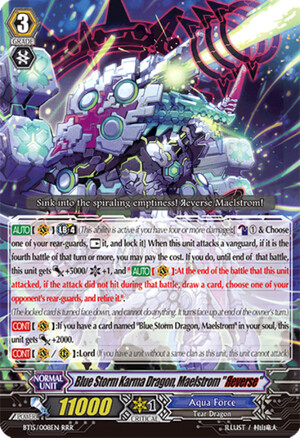 3
GRADE
Sink into the spiraling emptiness! Reverse Maelstrom!
AUTO LB4 (This ability is active if you have four or more damage): ① & Choose
one of your rear-guards, it, and lock it] When this unit attacks a vanguard, if it is the
fourth battle of that turn or more, you may pay the cost. If you do, until end of that battle,
this unit gets +5000/ +1, and "AUTO :At the end of the battle that this unit
attacked, if the attack did not hit during that battle, draw a card, choose one of your
opponent's rear-guards, and retire it.".
(The locked card is turned face down, and cannot do anything. It turns face up at the end of the owner's turn.)
CONT :If you have a card named "Blue Storm Dragon, Maelstrom" in your soul, this
unit gets +2000.
CONT :Lord (If you have a unit without a same clan as this unit, this unit cannot attack)
NORMAL
UNIT
Blue Storm Karma Dragon, Maelstrom "Reverse"
POWER
11000
1
CRITICAL
Aqua Force
Tear Dragon
BT15/008EN RRR
ILLUST /